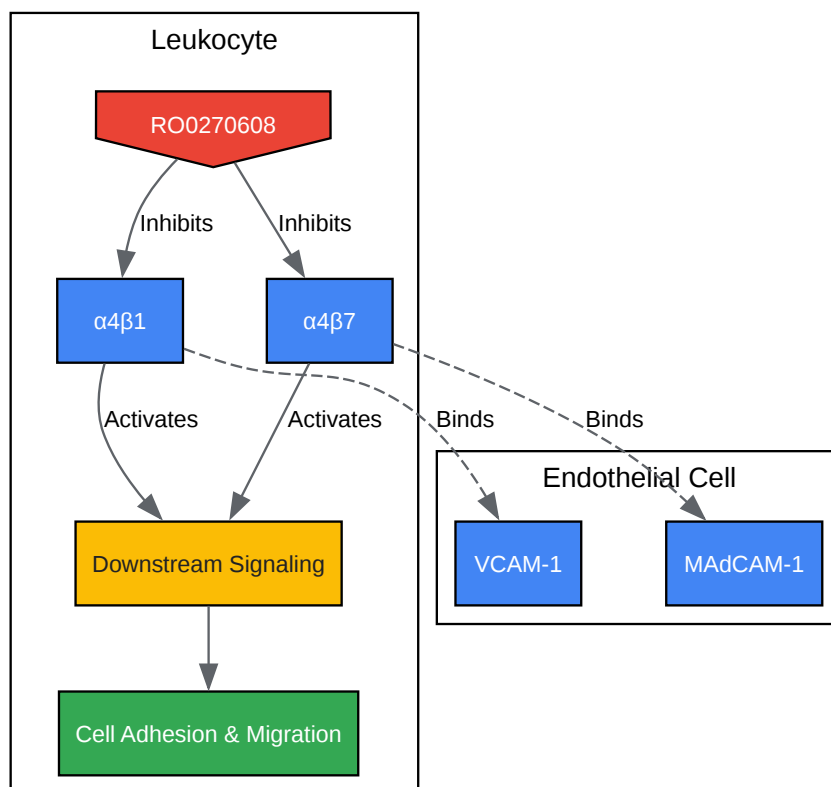 Leukocyte
RO0270608
Inhibits
Inhibits
α4β1
α4β7
Activates
Activates
Binds
Binds
Endothelial Cell
Downstream Signaling
VCAM-1
MAdCAM-1
Cell Adhesion & Migration